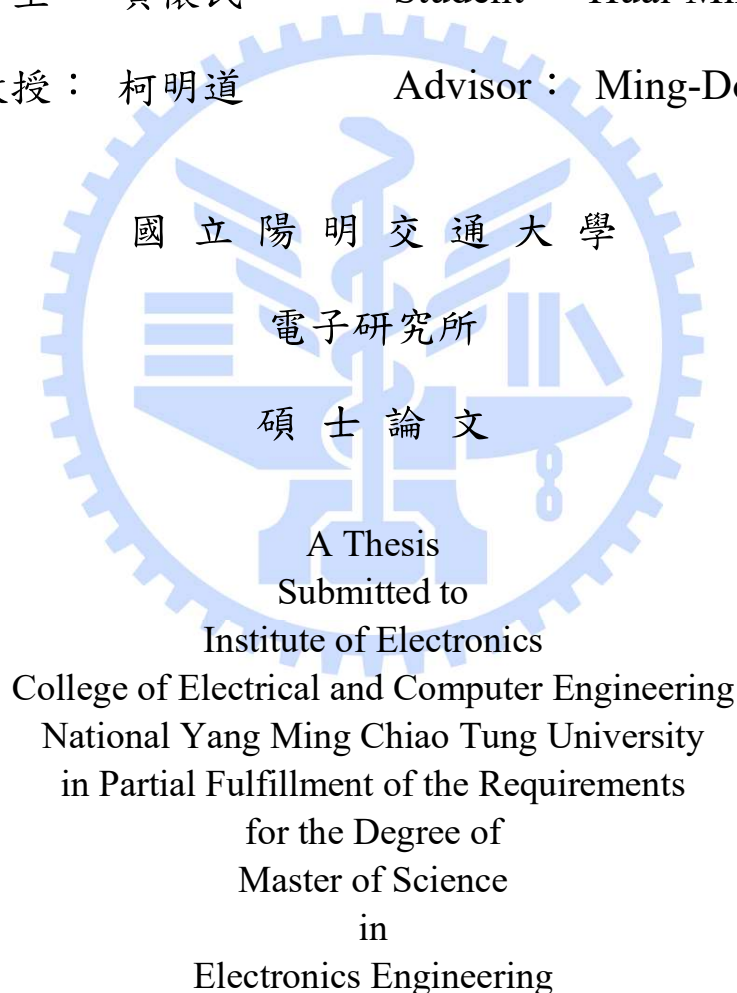 Advisor： Ming-Do
授： 柯明道
國 立 陽 明 交 通 大 學
電子研究所
碩 士 論 文
A Thesis
Submitted to
Institute of Electronics
College of Electrical and Computer Engineering
National Yang Ming Chiao Tung University
in Partial Fulfillment of the Requirements
for the Degree of
Master of Science
in
Electronics Engineering